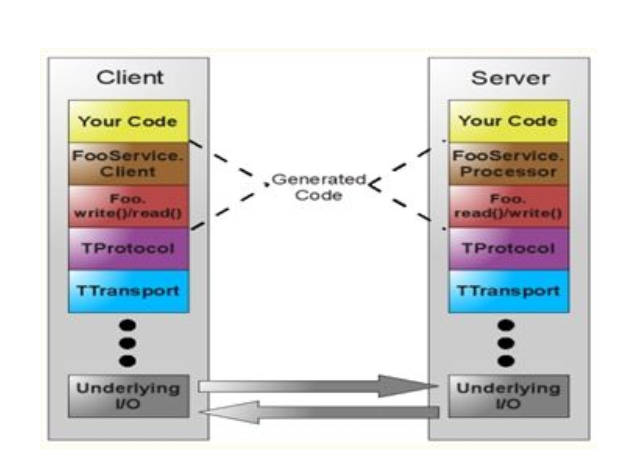 Client
Your Code
FooService.
Client
Foo.
write()/read()
TProtocol
TTransport
Underlying
I/O
Generated
Code
Server
Your Code
FooService.
Processor
Foo.
read()/write()
TProtocol
TTransport
Underlying
I/O